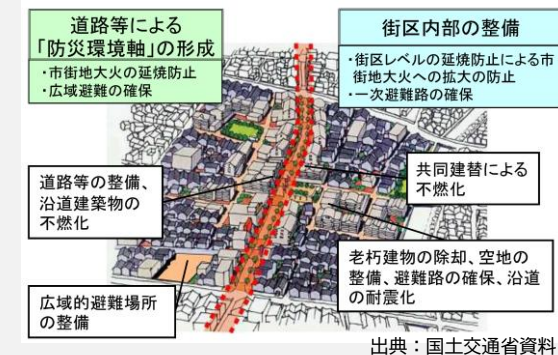 道路等による
「防災環境軸」の形成
・市街地大火の延焼防止
・広域避難の確保
街区内部の整備
・街区レベルの延焼防止による市
街地大火への拡大の防止
・一次避難路の確保
道路等の整備、
沿道建築物の
不燃化
共同建替による
不燃化
広域的避難場所
の整備
老朽建物の除却、空地の
整備、避難路の確保、沿道
の耐震化
出典：国土交通省資料